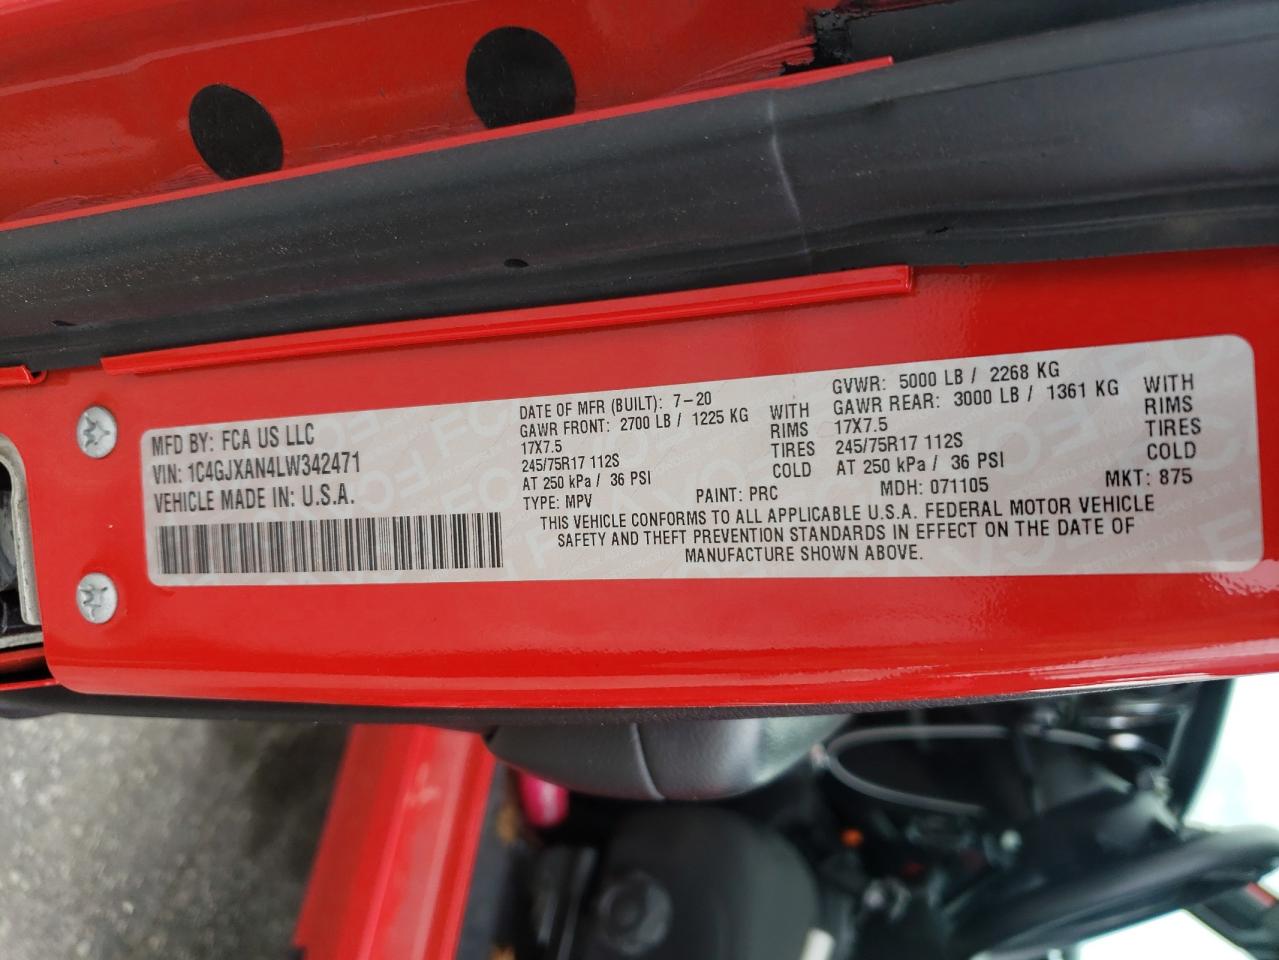 MFD BY: FCA US LLC
VIN: 1C4GJXAN4LW342471
VEHICLE MADE IN: U.S.A.
DATE OF MFR (BUILT): 7-20
GAWR FRONT: 2700 LB / 1225 KG WITH
17X7.5 RIMS
245/75R17 112S TIRES
AT 250 kPa / 36 PSI COLD
TYPE: MPV
GVWR: 5000 LB / 2268 KG
GAWR REAR: 3000 LB / 1361 KG WITH
17X7.5 RIMS
245/75R17 112S TIRES
AT 250 kPa / 36 PSI COLD
PAINT: PRC MDH: 071105 MKT: 875
THIS VEHICLE CONFORMS TO ALL APPLICABLE U.S.A. FEDERAL MOTOR VEHICLE
SAFETY AND THEFT PREVENTION STANDARDS IN EFFECT ON THE DATE OF
MANUFACTURE SHOWN ABOVE.